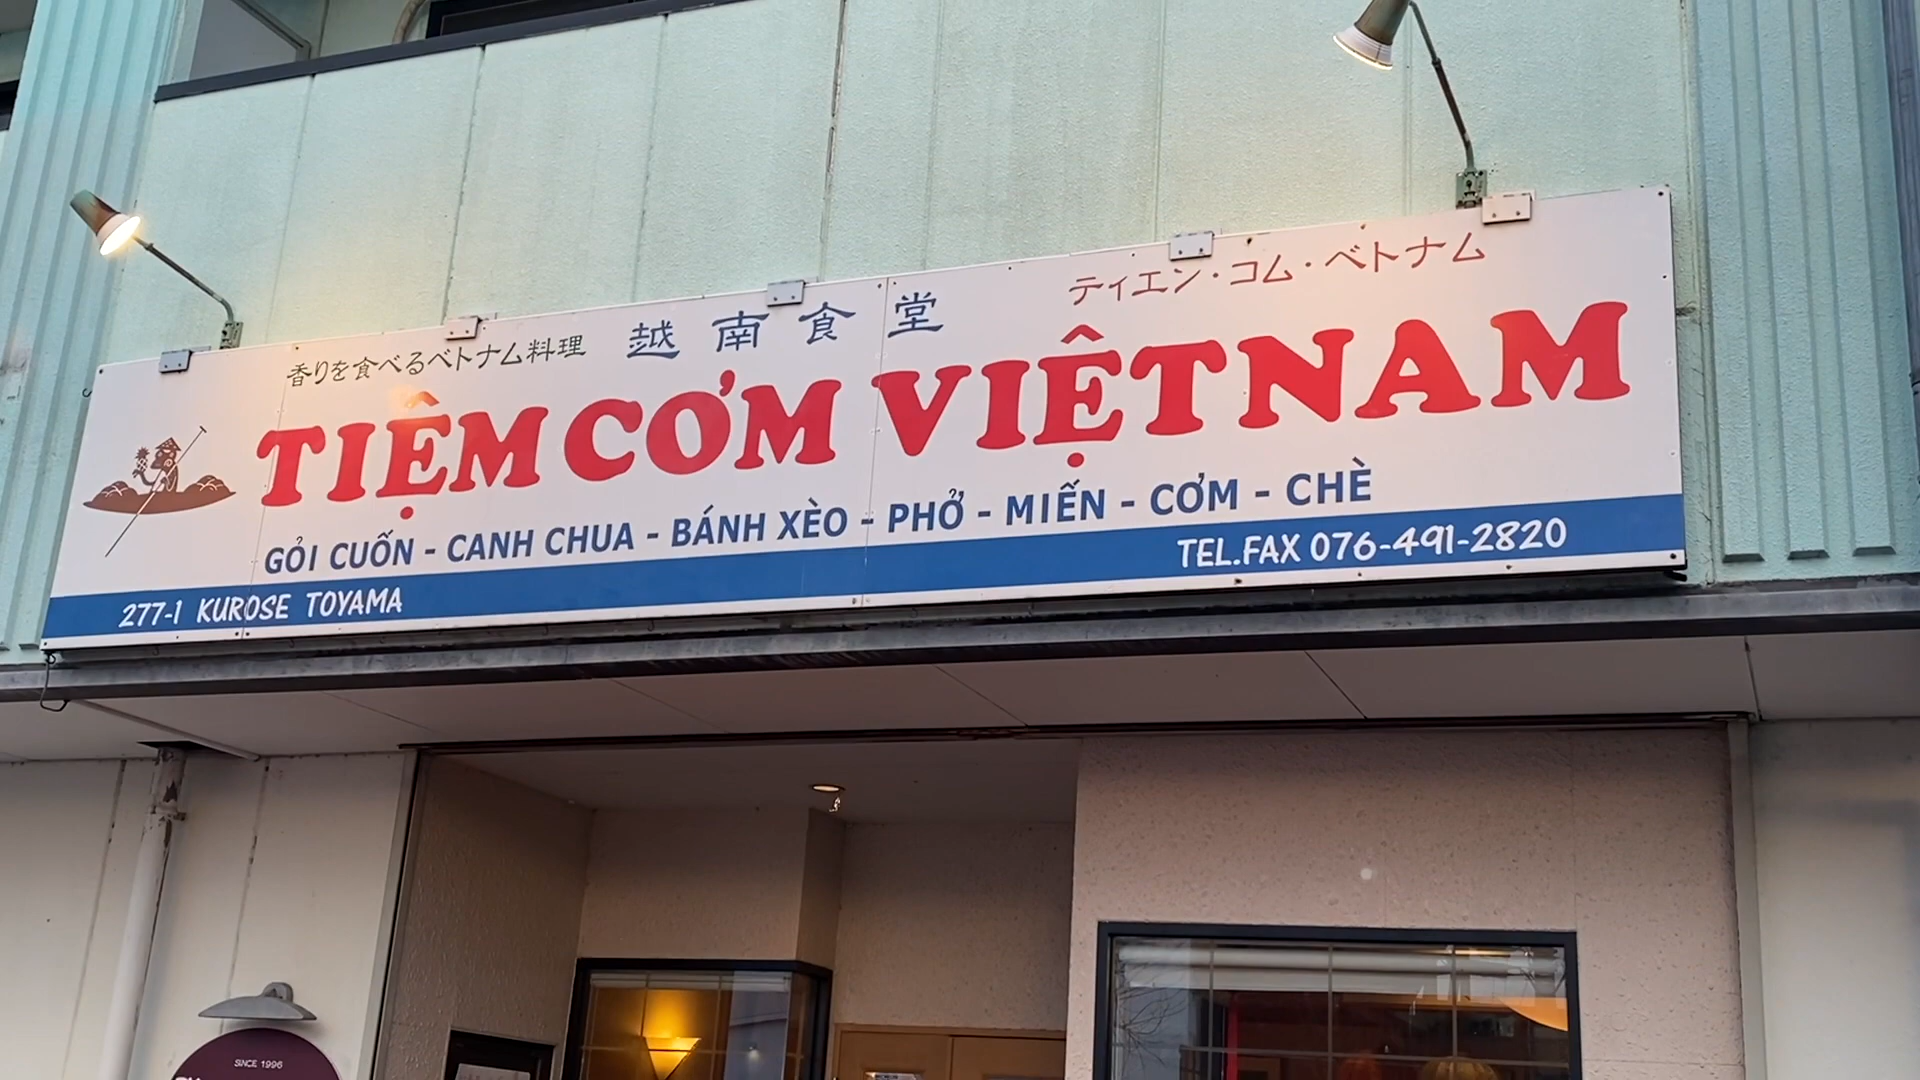 香りを食べるベトナム料理 越南食堂 ティエン・コム・ベトナム
TIỆM CƠM VIỆTNAM
GỎI CUỐN - CANH CHUA - BÁNH XÈO - PHỞ - MIẾN - CƠM - CHÈ
277-1 KUROSE TOYAMA TEL.FAX 076-491-2820
SINCE 1996